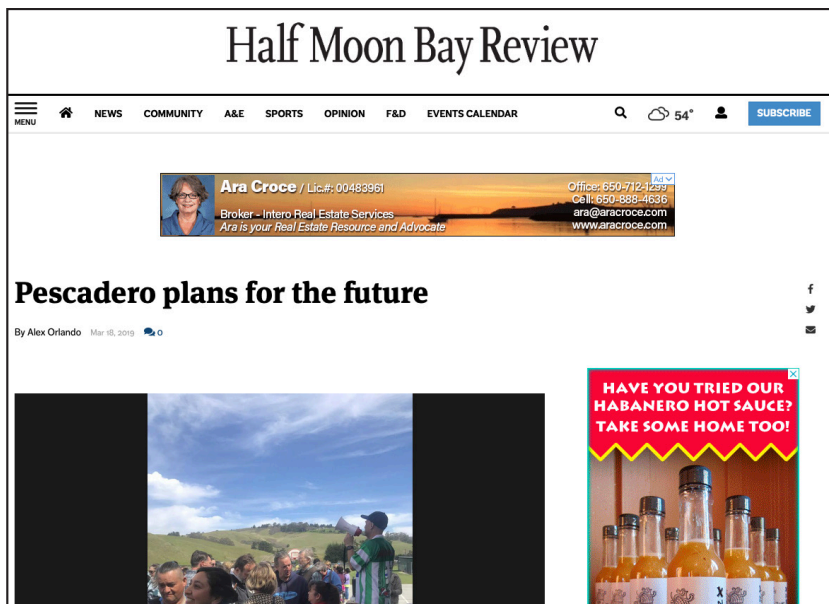 Half Moon Bay Review
MENU
NEWS
COMMUNITY
A&E
SPORTS
OPINION
F&D
EVENTS CALENDAR
54°
SUBSCRIBE
Ad
Ara Croce / Lic.#: 00483961
Broker - Intero Real Estate Services
Ara is your Real Estate Resource and Advocate
Office: 650-712-1299
Cell: 650-888-4636
ara@aracroce.com
www.aracroce.com
Pescadero plans for the future
By Alex Orlando Mar 18, 2019 0
HAVE YOU TRIED OUR
HABANERO HOT SAUCE?
TAKE SOME HOME TOO!